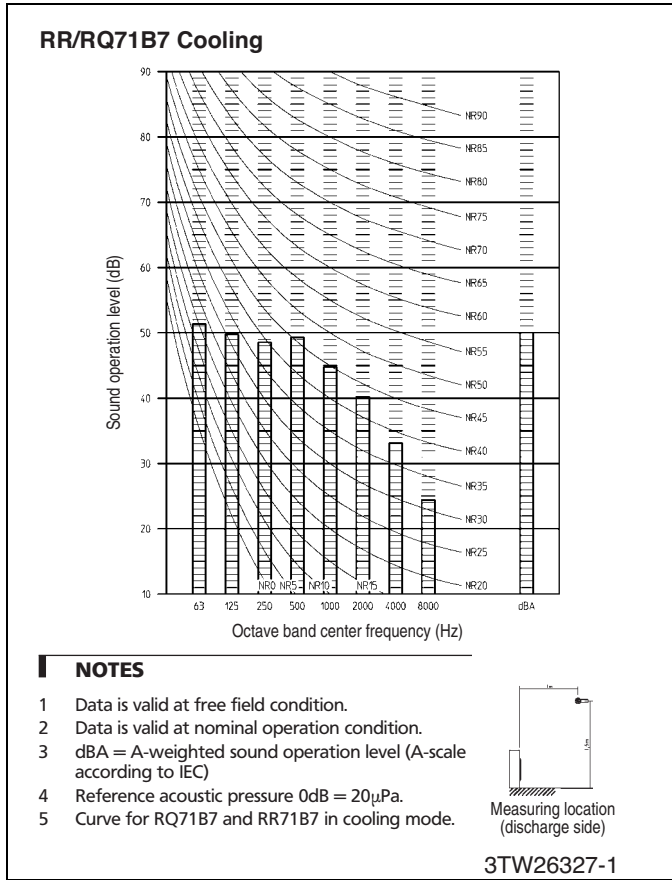 RR/RQ71B7 Cooling
90
80
70
60
50
40
30
20
10
Sound operation level (dB)
NR90
NR85
NR80
NR75
NR70
NR65
NR60
NR55
NR50
NR45
NR40
NR35
NR30
NR25
NR20
NR0 NR5 NR10 NR15
63 125 250 500 1000 2000 4000 8000 dBA
Octave band center frequency (Hz)
NOTES
1 Data is valid at free field condition.
2 Data is valid at nominal operation condition.
3 dBA = A-weighted sound operation level (A-scale
according to IEC)
4 Reference acoustic pressure 0dB = 20μPa.
5 Curve for RQ71B7 and RR71B7 in cooling mode.
Measuring location
(discharge side)
3TW26327-1